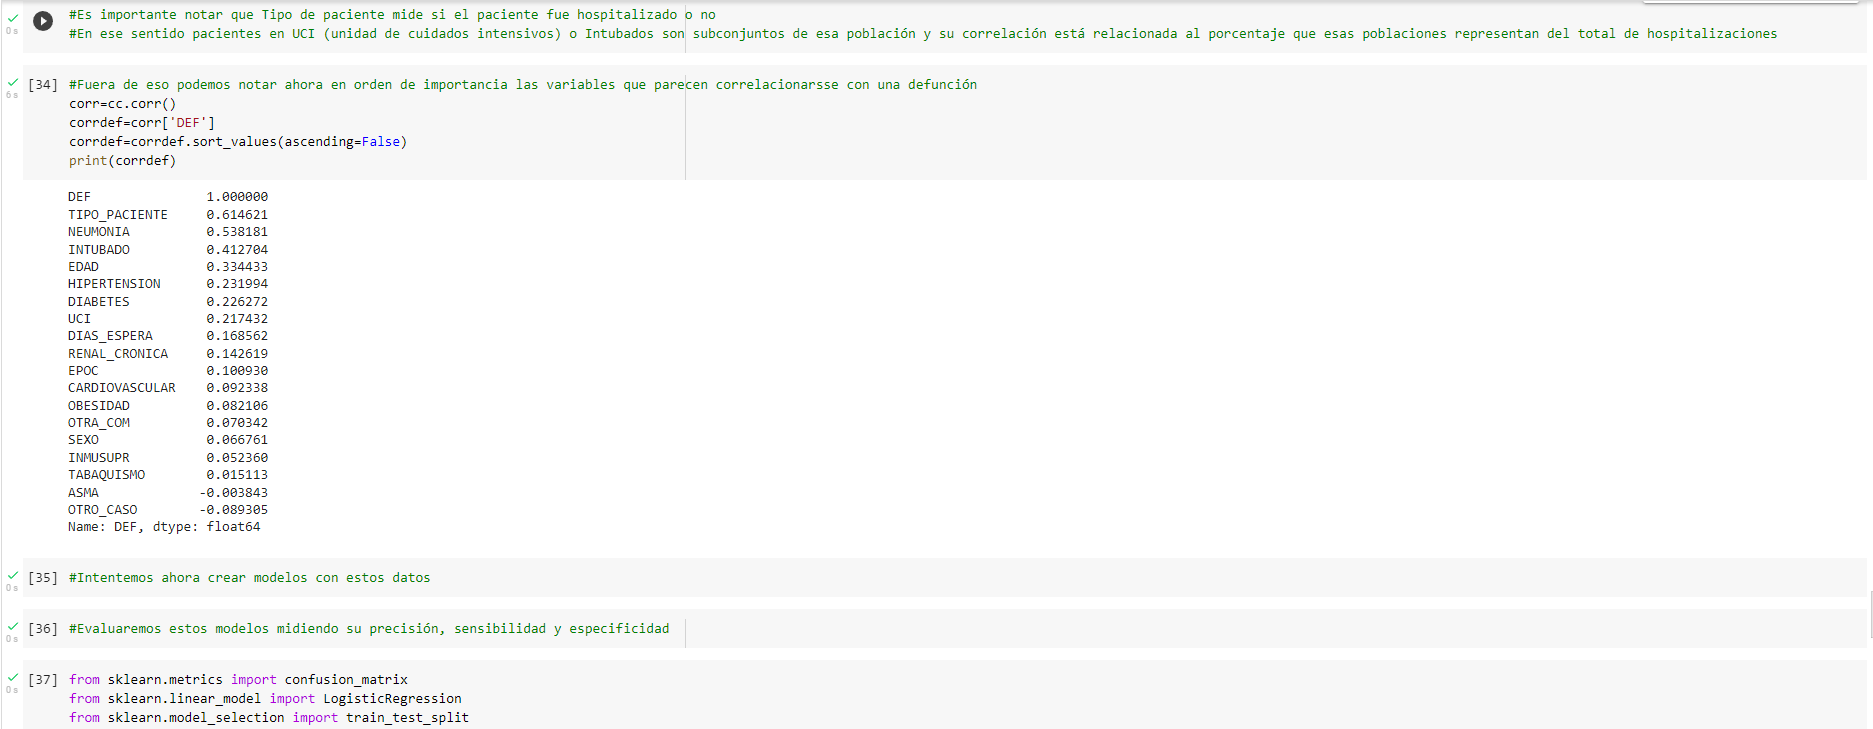 #Es importante notar que Tipo de paciente mide si el paciente fue hospitalizado o no
0 s
#En ese sentido pacientes en UCI (unidad de cuidados intensivos) o Intubados son subconjuntos de esa población y su correlación está relacionada al porcentaje que esas poblaciones representan del total de hospitalizaciones
[34] #Fuera de eso podemos notar ahora en orden de importancia las variables que parecen correlacionarsse con una defunción
6 s
corr=cc.corr()
corrdef=corr['DEF']
corrdef=corrdef.sort_values(ascending=False)
print(corrdef)
DEF 1.000000
TIPO_PACIENTE 0.614621
NEUMONIA 0.538181
INTUBADO 0.412704
EDAD 0.334433
HIPERTENSION 0.231994
DIABETES 0.226272
UCI 0.217432
DIAS_ESPERA 0.168562
RENAL_CRONICA 0.142619
EPOC 0.100930
CARDIOVASCULAR 0.092338
OBESIDAD 0.082106
OTRA_COM 0.070342
SEXO 0.066761
INMUSUPR 0.052360
TABAQUISMO 0.015113
ASMA -0.003843
OTRO_CASO -0.089305
Name: DEF, dtype: float64
[35] #Intentemos ahora crear modelos con estos datos
0 s
[36] #Evaluaremos estos modelos midiendo su precisión, sensibilidad y especificidad
0 s
[37] from sklearn.metrics import confusion_matrix
0 s
from sklearn.linear_model import LogisticRegression
from sklearn.model_selection import train_test_split